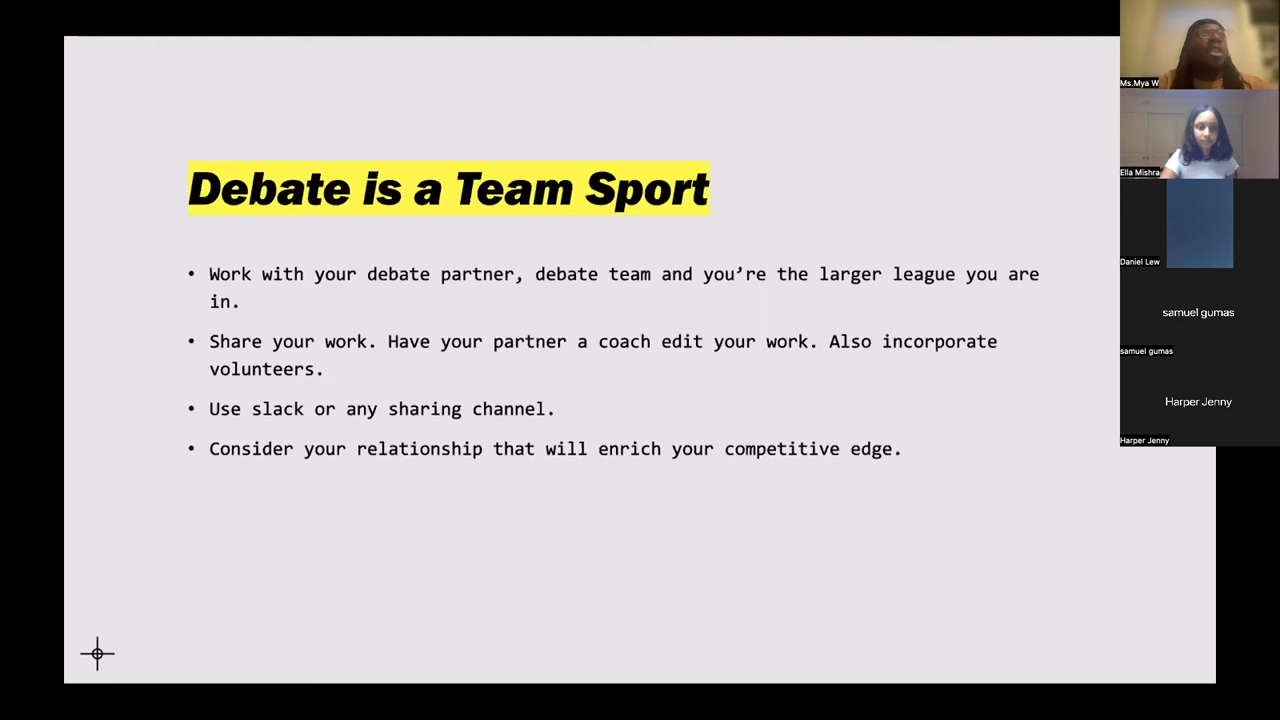 Debate is a Team Sport
• Work with your debate partner, debate team and you’re the larger league you are
in.
• Share your work. Have your partner a coach edit your work. Also incorporate
volunteers.
• Use slack or any sharing channel.
• Consider your relationship that will enrich your competitive edge.
Ms.Mya W
Ella Mishra
Daniel Lew
samuel gumas
samuel gumas
Harper Jenny
Harper Jenny